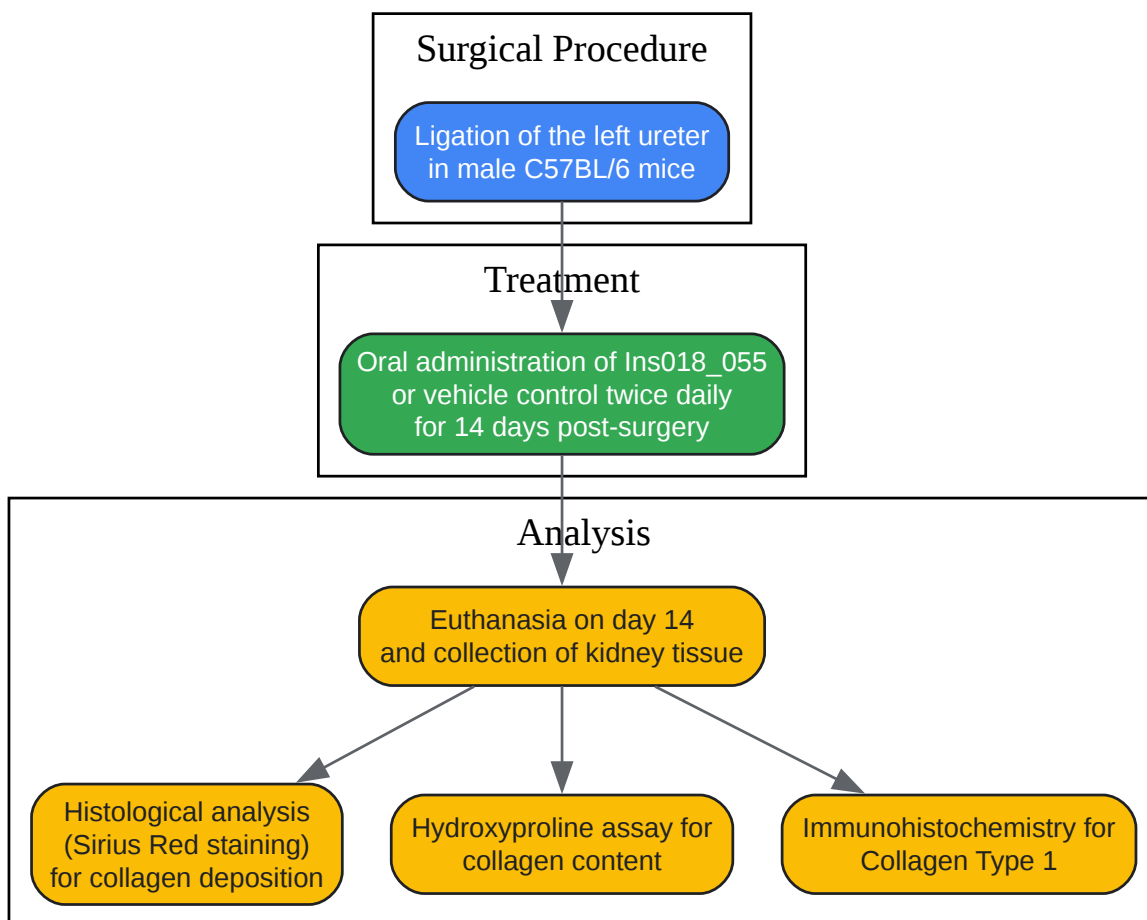 Surgical Procedure
Ligation of the left ureter
in male C57BL/6 mice
Treatment
Oral administration of Ins018_055
or vehicle control twice daily
for 14 days post-surgery
Analysis
Euthanasia on day 14
and collection of kidney tissue
Histological analysis
(Sirius Red staining)
for collagen deposition
Hydroxyproline assay for
collagen content
Immunohistochemistry for
Collagen Type 1